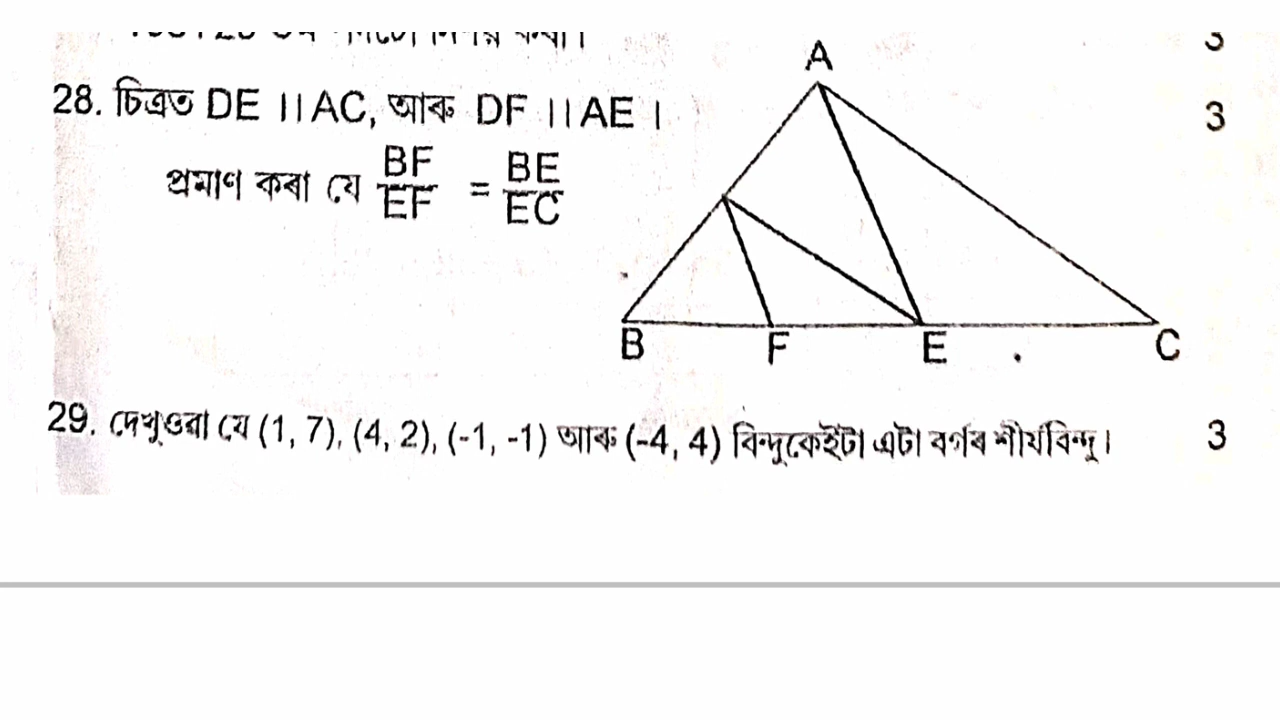 3
28. চিত্ৰত DE || AC, আৰু DF || AE ।
3
প্ৰমাণ কৰা যে BF/EF = BE/EC
A
B
F
E
C
29. দেখুওৱা যে (1, 7), (4, 2), (-1, -1) আৰু (-4, 4) বিন্দুকেইটা এটা বৰ্গৰ শীৰ্ষবিন্দু।
3